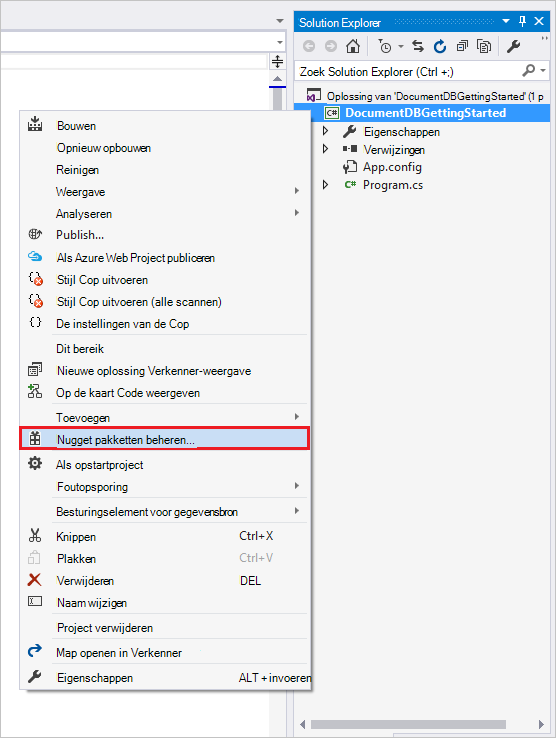 Solution Explorer
Zoek Solution Explorer (Ctrl +;)
Oplossing van 'DocumentDBGettingStarted' (1 p
C# DocumentDBGettingStarted
Eigenschappen
Verwijzingen
App.config
C# Program.cs
Bouwen
Opnieuw opbouwen
Reinigen
Weergave
Analyseren
Publish...
Als Azure Web Project publiceren
Stijl Cop uitvoeren
Stijl Cop uitvoeren (alle scannen)
De instellingen van de Cop
Dit bereik
Nieuwe oplossing Verkenner-weergave
Op de kaart Code weergeven
Toevoegen
Nugget pakketten beheren...
Als opstartproject
Foutopsporing
Besturingselement voor gegevensbron
Knippen Ctrl+X
Plakken Ctrl+V
Verwijderen DEL
Naam wijzigen
Project verwijderen
Map openen in Verkenner
Eigenschappen ALT +invoeren